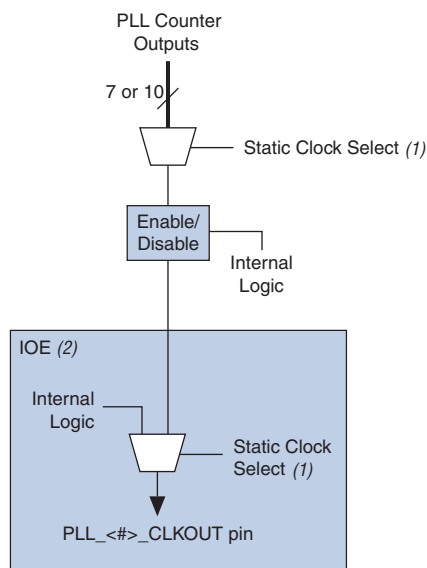 PLL Counter
Outputs
7 or 10
Static Clock Select (1)
Enable/
Disable
Internal
Logic
IOE (2)
Internal
Logic
Static Clock
Select (1)
PLL_<#>_CLKOUT pin